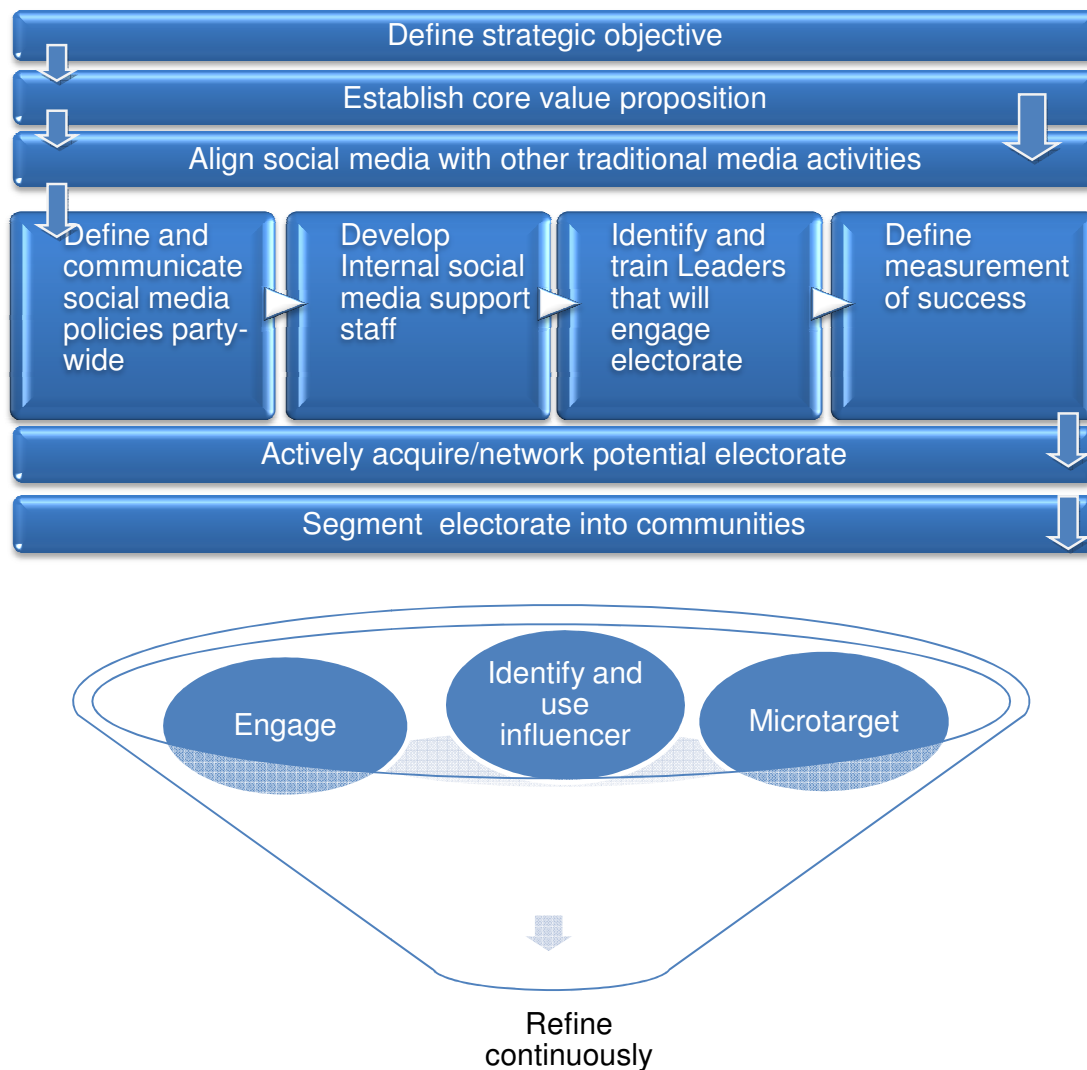 Define strategic objective
Establish core value proposition
Align social media with other traditional media activities
Define and
communicate
social media
policies party-
wide
Develop
Internal social
media support
staff
Identify and
train Leaders
that will
engage
electorate
Define
measurement
of success
Actively acquire/network potential electorate
Segment electorate into communities
Engage
Identify and
use
influencer
Microtarget
Refine
continuously